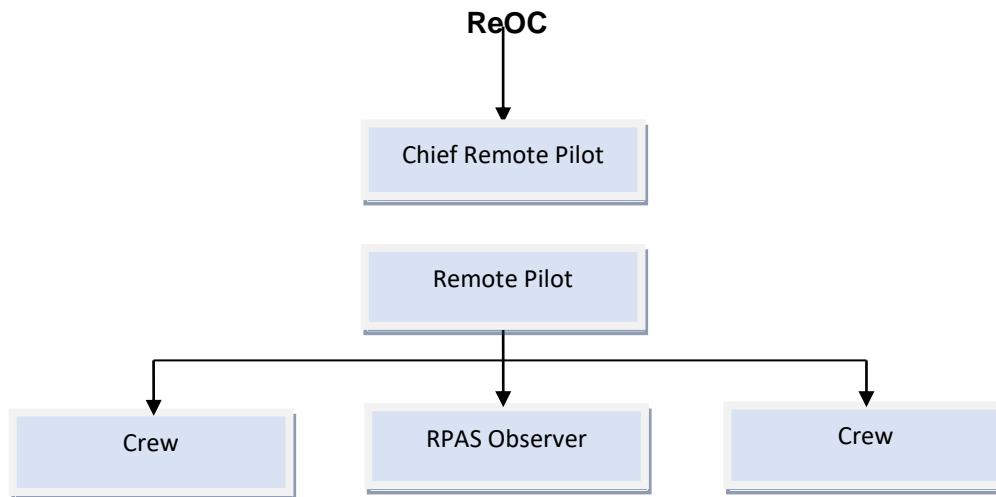 ReOC
Chief Remote Pilot
Remote Pilot
Crew
RPAS Observer
Crew